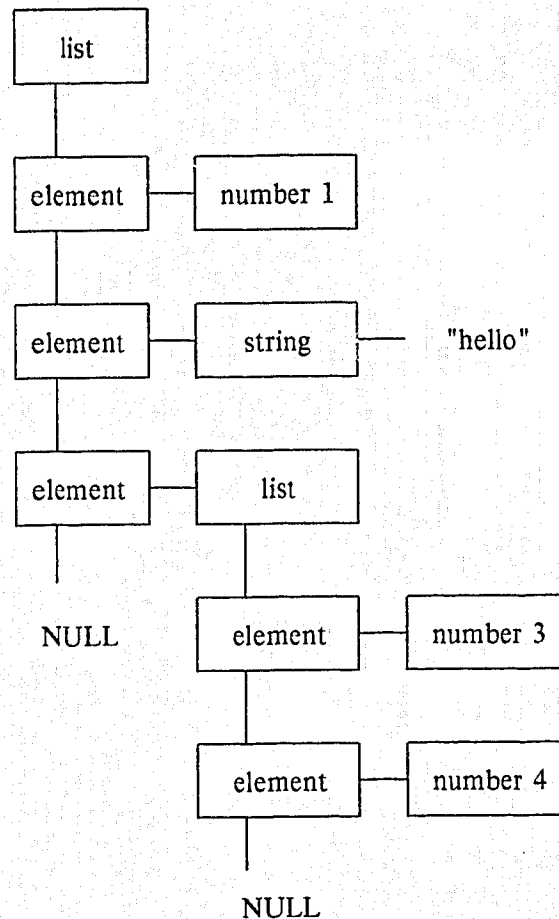 list
element number 1
element string "hello"
element list
NULL element number 3
element number 4
NULL